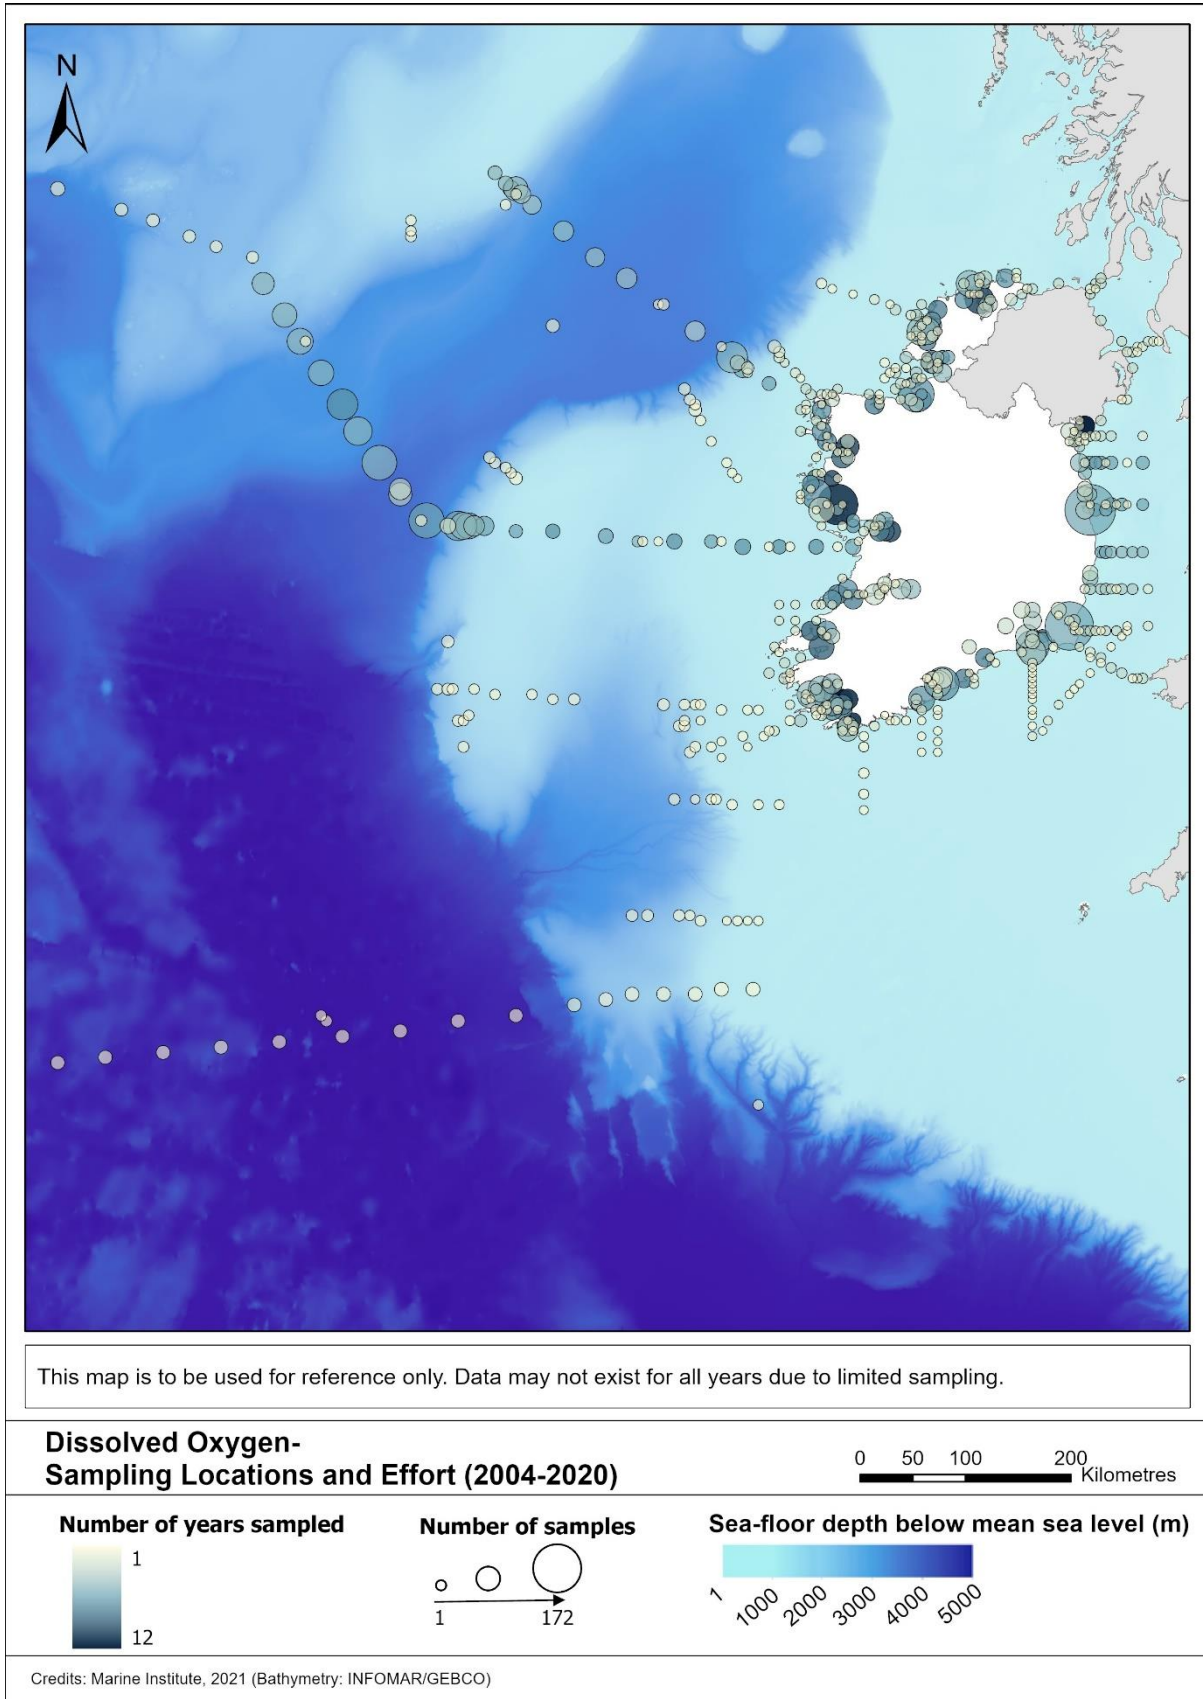 N
This map is to be used for reference only. Data may not exist for all years due to limited sampling.
Dissolved Oxygen-
Sampling Locations and Effort (2004-2020)
0 50 100 200
Kilometres
Number of years sampled
1
12
Number of samples
1 172
Sea-floor depth below mean sea level (m)
1 1000 2000 3000 4000 5000
Credits: Marine Institute, 2021 (Bathymetry: INFOMAR/GEBCO)